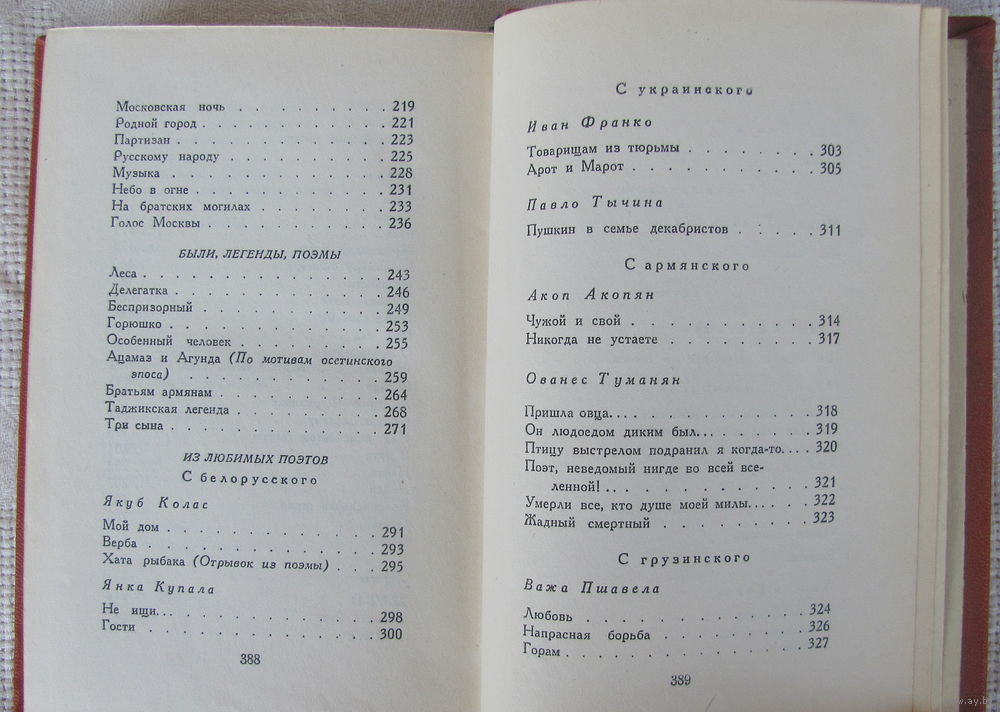 Московская ночь . . . . . . . . . 219
Родной город . . . . . . . . . . . 221
Партизан . . . . . . . . . . . . 223
Русскому народу . . . . . . . . . 225
Музыка . . . . . . . . . . . . . 228
Небо в огне . . . . . . . . . . . 231
На братских могилах . . . . . . . . 233
Голос Москвы . . . . . . . . . . 236
БЫЛИ, ЛЕГЕНДЫ, ПОЭМЫ
Леса . . . . . . . . . . . . . . 243
Делегатка . . . . . . . . . . . . 246
Беспризорный . . . . . . . . . . 249
Горюшко . . . . . . . . . . . . 253
Особенный человек . . . . . . . . 255
Ацамаз и Агунда (По мотивам осетинского
эпоса) . . . . . . . . . . . 259
Братьям армянам . . . . . . . . . 264
Таджикская легенда . . . . . . . . 268
Три сына . . . . . . . . . . . . 271
ИЗ ЛЮБИМЫХ ПОЭТОВ
С белорусского
Якуб Колас
Мой дом . . . . . . . . . . . . 291
Верба . . . . . . . . . . . . . 293
Хата рыбака (Отрывок из поэмы) . . . 295
Янка Купала
Не ищи... . . . . . . . . . . . 298
Гости . . . . . . . . . . . . . 300
388
С украинского
Иван Франко
Товарищам из тюрьмы . . . . . . . 303
Арот и Марот . . . . . . . . . . 305
Павло Тычина
Пушкин в семье декабристов . . . . . 311
С армянского
Акоп Акопян
Чужой и свой . . . . . . . . . . 314
Никогда не устаете . . . . . . . . 317
Ованес Туманян
Пришла овца... . . . . . . . . . . 318
Он людоедом диким был... . . . . . . 319
Птицу выстрелом подранил я когда-то... . 320
Поэт, неведомый нигде во всей все-
ленной! .. . . . . . . . . . . 321
Умерли все, кто душе моей милы... . . . 322
Жадный смертный . . . . . . . . . 323
С грузинского
Важа Пшавела
Любовь . . . . . . . . . . . . 324
Напрасная борьба . . . . . . . . . 326
Горам . . . . . . . . . . . . . 327
389